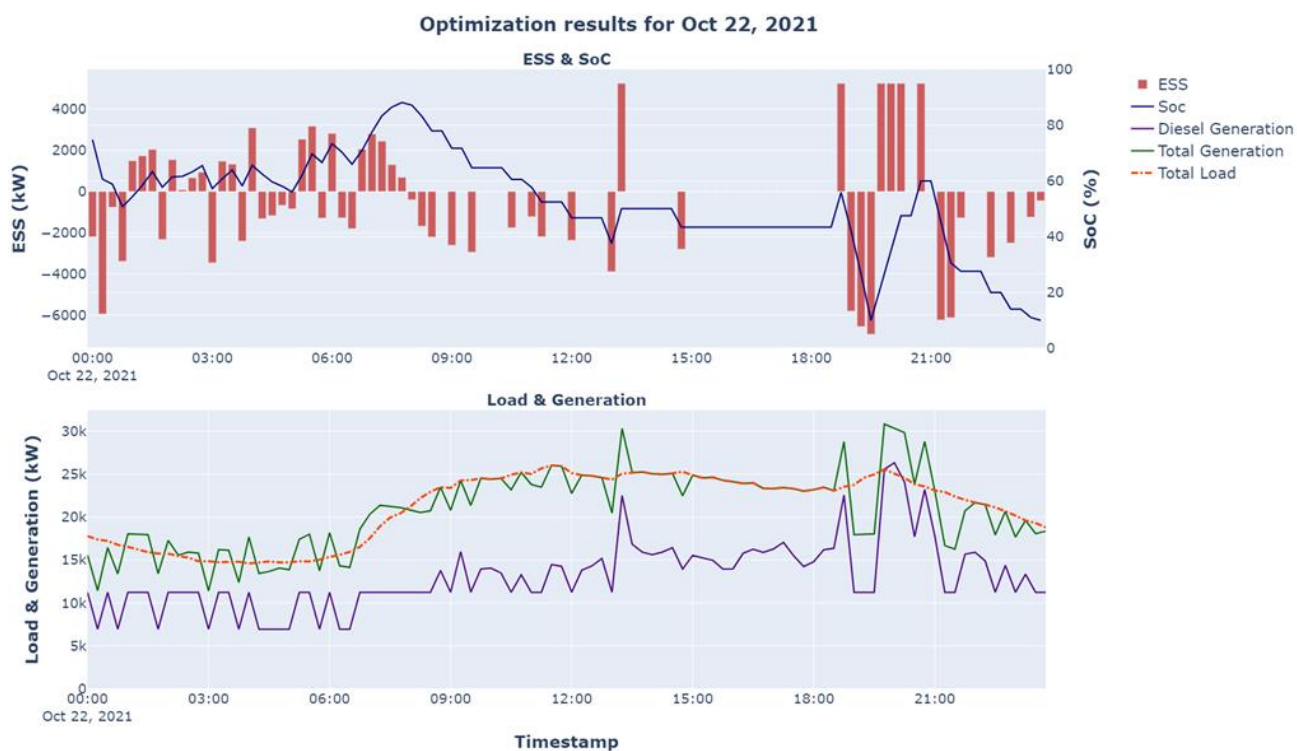 Optimization results for Oct 22, 2021
ESS & SoC
ESS (kW)
4000
2000
0
−2000
−4000
−6000
100
80
60
40
20
0
SoC (%)
00:00 03:00 06:00 09:00 12:00 15:00 18:00 21:00
Oct 22, 2021
ESS
Soc
Diesel Generation
Total Generation
Total Load
Load & Generation
Load & Generation (kW)
30k
25k
20k
15k
10k
5k
0
00:00 03:00 06:00 09:00 12:00 15:00 18:00 21:00
Oct 22, 2021
Timestamp